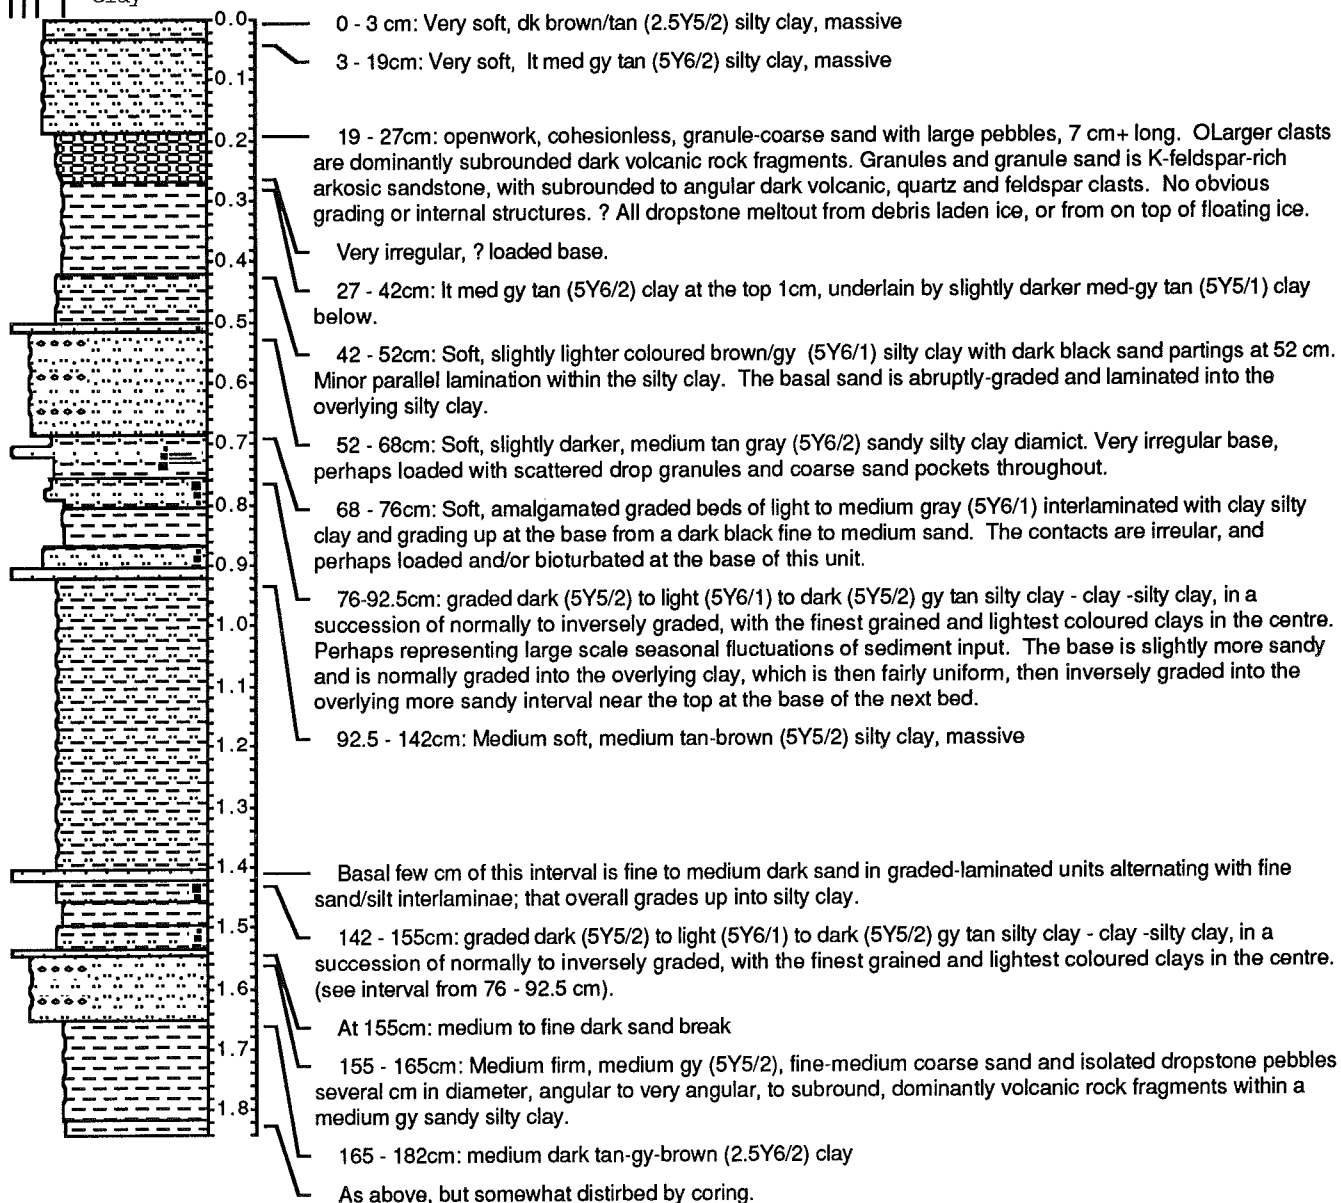 Clay
0.0
0.1
0.2
0.3
0.4
0.5
0.6
0.7
0.8
0.9
1.0
1.1
1.2
1.3
1.4
1.5
1.6
1.7
1.8
0 - 3 cm: Very soft, dk brown/tan (2.5Y5/2) silty clay, massive
3 - 19cm: Very soft, lt med gy tan (5Y6/2) silty clay, massive
19 - 27cm: openwork, cohesionless, granule-coarse sand with large pebbles, 7 cm+ long. OLarger clasts
are dominantly subrounded dark volcanic rock fragments. Granules and granule sand is K-feldspar-rich
arkosic sandstone, with subrounded to angular dark volcanic, quartz and feldspar clasts. No obvious
grading or internal structures. ? All dropstone meltout from debris laden ice, or from on top of floating ice.
Very irregular, ? loaded base.
27 - 42cm: lt med gy tan (5Y6/2) clay at the top 1cm, underlain by slightly darker med-gy tan (5Y5/1) clay
below.
42 - 52cm: Soft, slightly lighter coloured brown/gy (5Y6/1) silty clay with dark black sand partings at 52 cm.
Minor parallel lamination within the silty clay. The basal sand is abruptly-graded and laminated into the
overlying silty clay.
52 - 68cm: Soft, slightly darker, medium tan gray (5Y6/2) sandy silty clay diamict. Very irregular base,
perhaps loaded with scattered drop granules and coarse sand pockets throughout.
68 - 76cm: Soft, amalgamated graded beds of light to medium gray (5Y6/1) interlaminated with clay silty
clay and grading up at the base from a dark black fine to medium sand. The contacts are irreular, and
perhaps loaded and/or bioturbated at the base of this unit.
76-92.5cm: graded dark (5Y5/2) to light (5Y6/1) to dark (5Y5/2) gy tan silty clay - clay -silty clay, in a
succession of normally to inversely graded, with the finest grained and lightest coloured clays in the centre.
Perhaps representing large scale seasonal fluctuations of sediment input. The base is slightly more sandy
and is normally graded into the overlying clay, which is then fairly uniform, then inversely graded into the
overlying more sandy interval near the top at the base of the next bed.
92.5 - 142cm: Medium soft, medium tan-brown (5Y5/2) silty clay, massive
Basal few cm of this interval is fine to medium dark sand in graded-laminated units alternating with fine
sand/silt interlaminae; that overall grades up into silty clay.
142 - 155cm: graded dark (5Y5/2) to light (5Y6/1) to dark (5Y5/2) gy tan silty clay - clay -silty clay, in a
succession of normally to inversely graded, with the finest grained and lightest coloured clays in the centre.
(see interval from 76 - 92.5 cm).
At 155cm: medium to fine dark sand break
155 - 165cm: Medium firm, medium gy (5Y5/2), fine-medium coarse sand and isolated dropstone pebbles
several cm in diameter, angular to very angular, to subround, dominantly volcanic rock fragments within a
medium gy sandy silty clay.
165 - 182cm: medium dark tan-gy-brown (2.5Y6/2) clay
As above, but somewhat distirbed by coring.